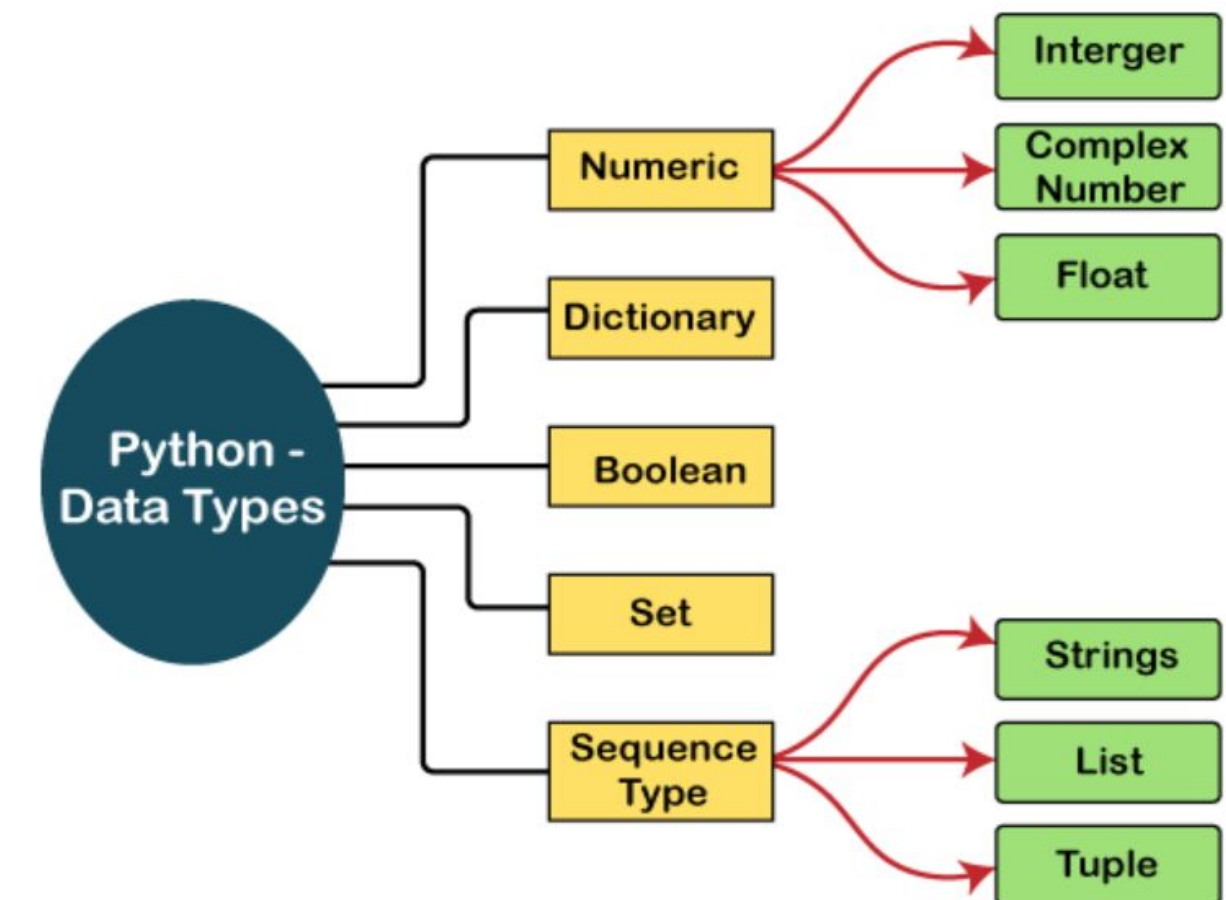 Python -
Data Types
Numeric
Dictionary
Boolean
Set
Sequence
Type
Interger
Complex
Number
Float
Strings
List
Tuple